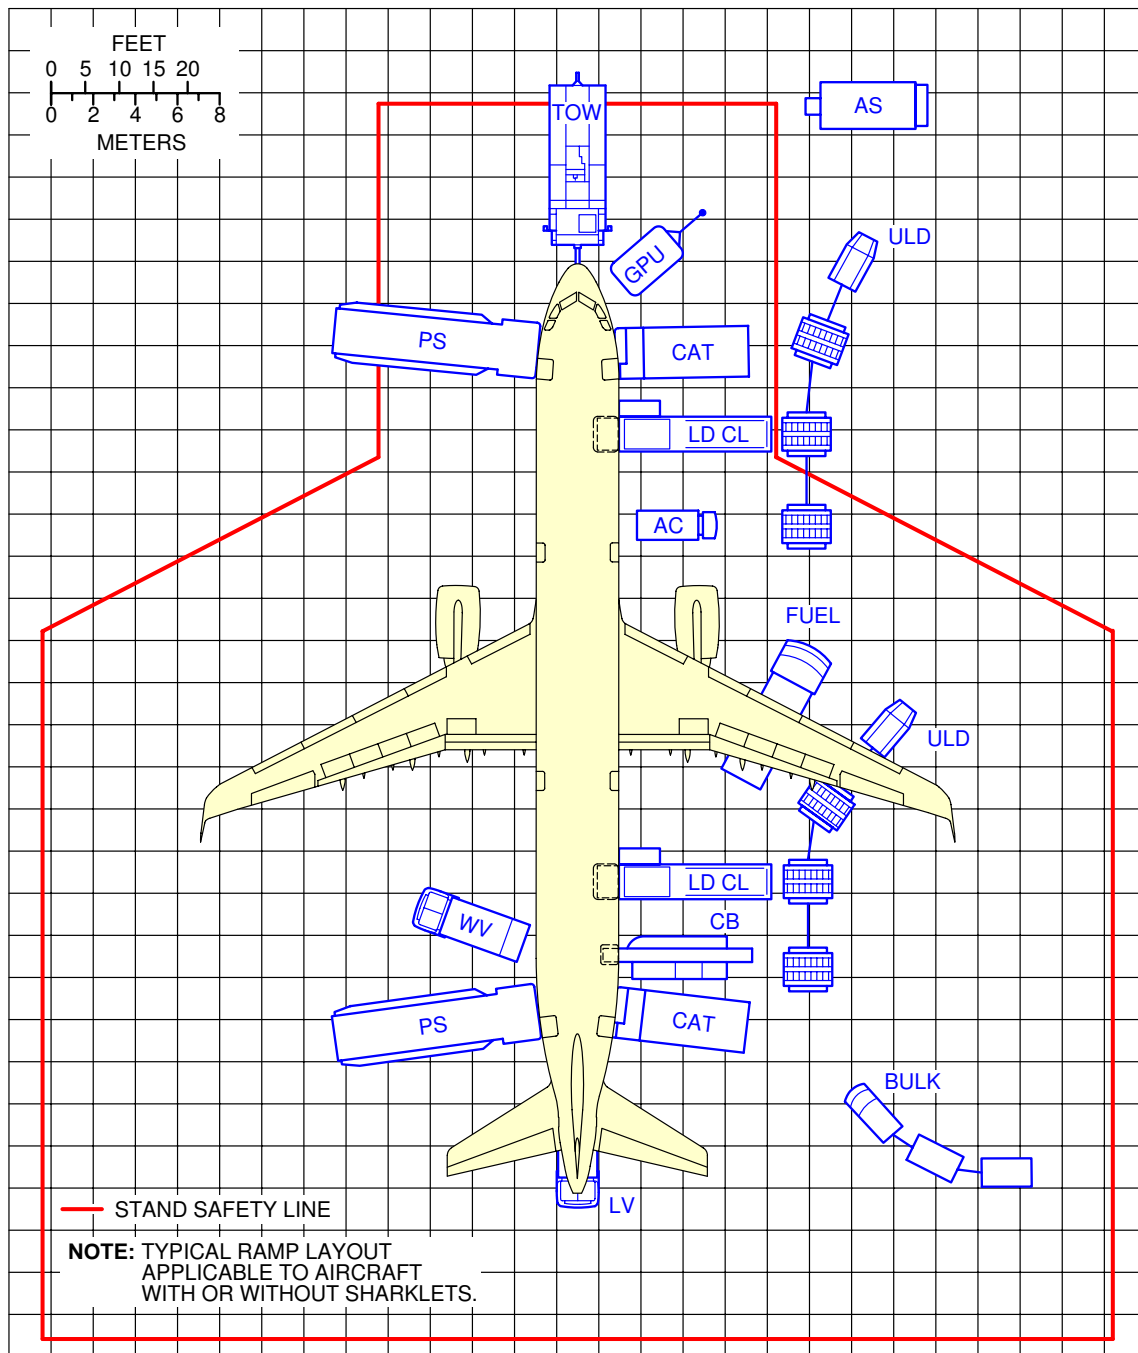 FEET
0 5 10 15 20
0 2 4 6 8
METERS
TOW
AS
GPU
ULD
PS
CAT
LD CL
AC
FUEL
ULD
LD CL
WV
CB
PS
CAT
BULK
LV
STAND SAFETY LINE
NOTE: TYPICAL RAMP LAYOUT
APPLICABLE TO AIRCRAFT
WITH OR WITHOUT SHARKLETS.